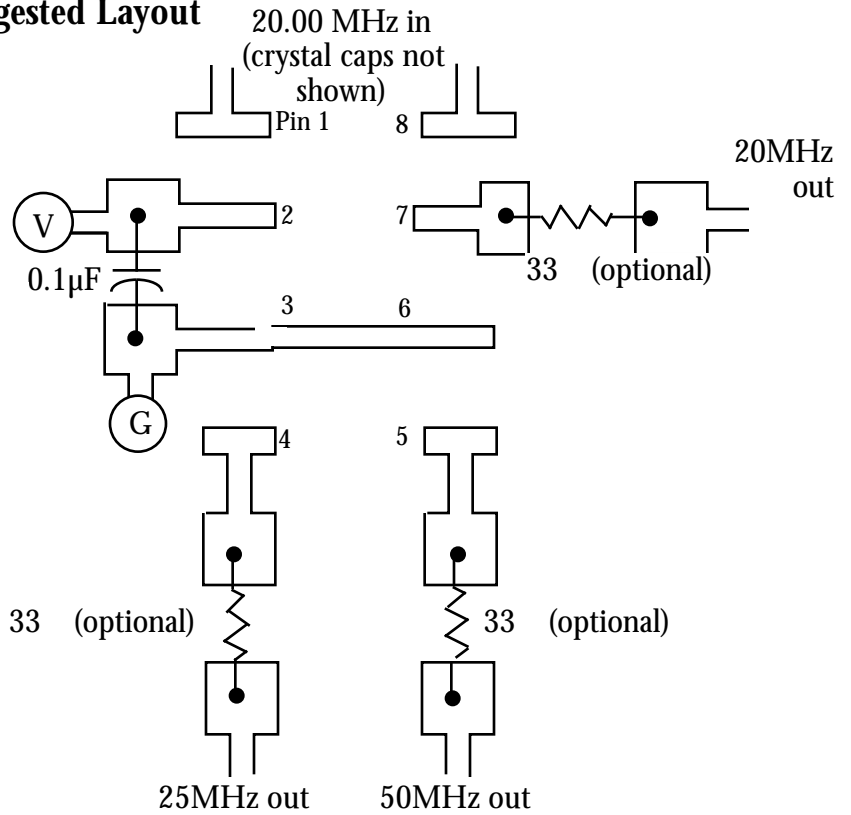 gested Layout
20.00 MHz in
(crystal caps not
shown)
Pin 1
8
20MHz
out
V
2
7
0.1µF
33 (optional)
3
6
G
4
5
33 (optional)
33 (optional)
25MHz out
50MHz out